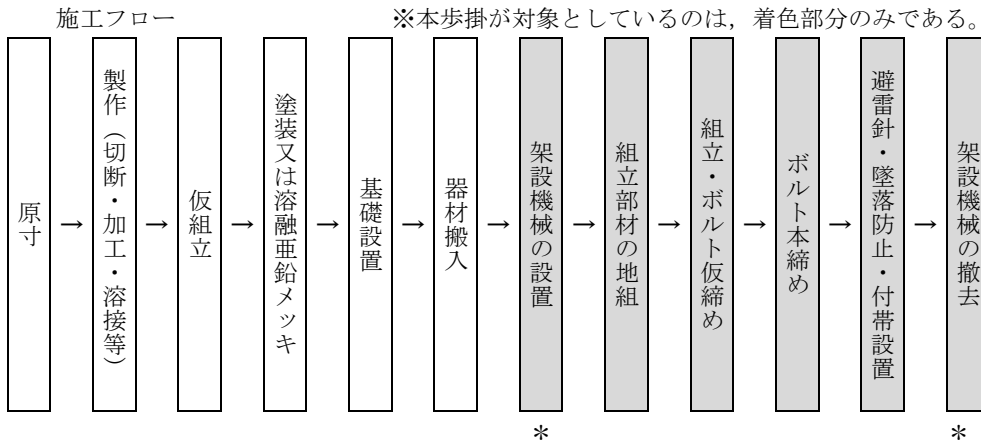 施工フロー
※本歩掛が対象としているのは，着色部分のみである。
原寸
→
製作（切断・加工・溶接等）
→
仮組立
→
塗装又は溶融亜鉛メッキ
→
基礎設置
→
器材搬入
→
架設機械の設置
→
組立部材の地組
→
組立・ボルト仮締め
→
ボルト本締め
→
避雷針・墜落防止・付帯設置
→
架設機械の撤去
＊
＊